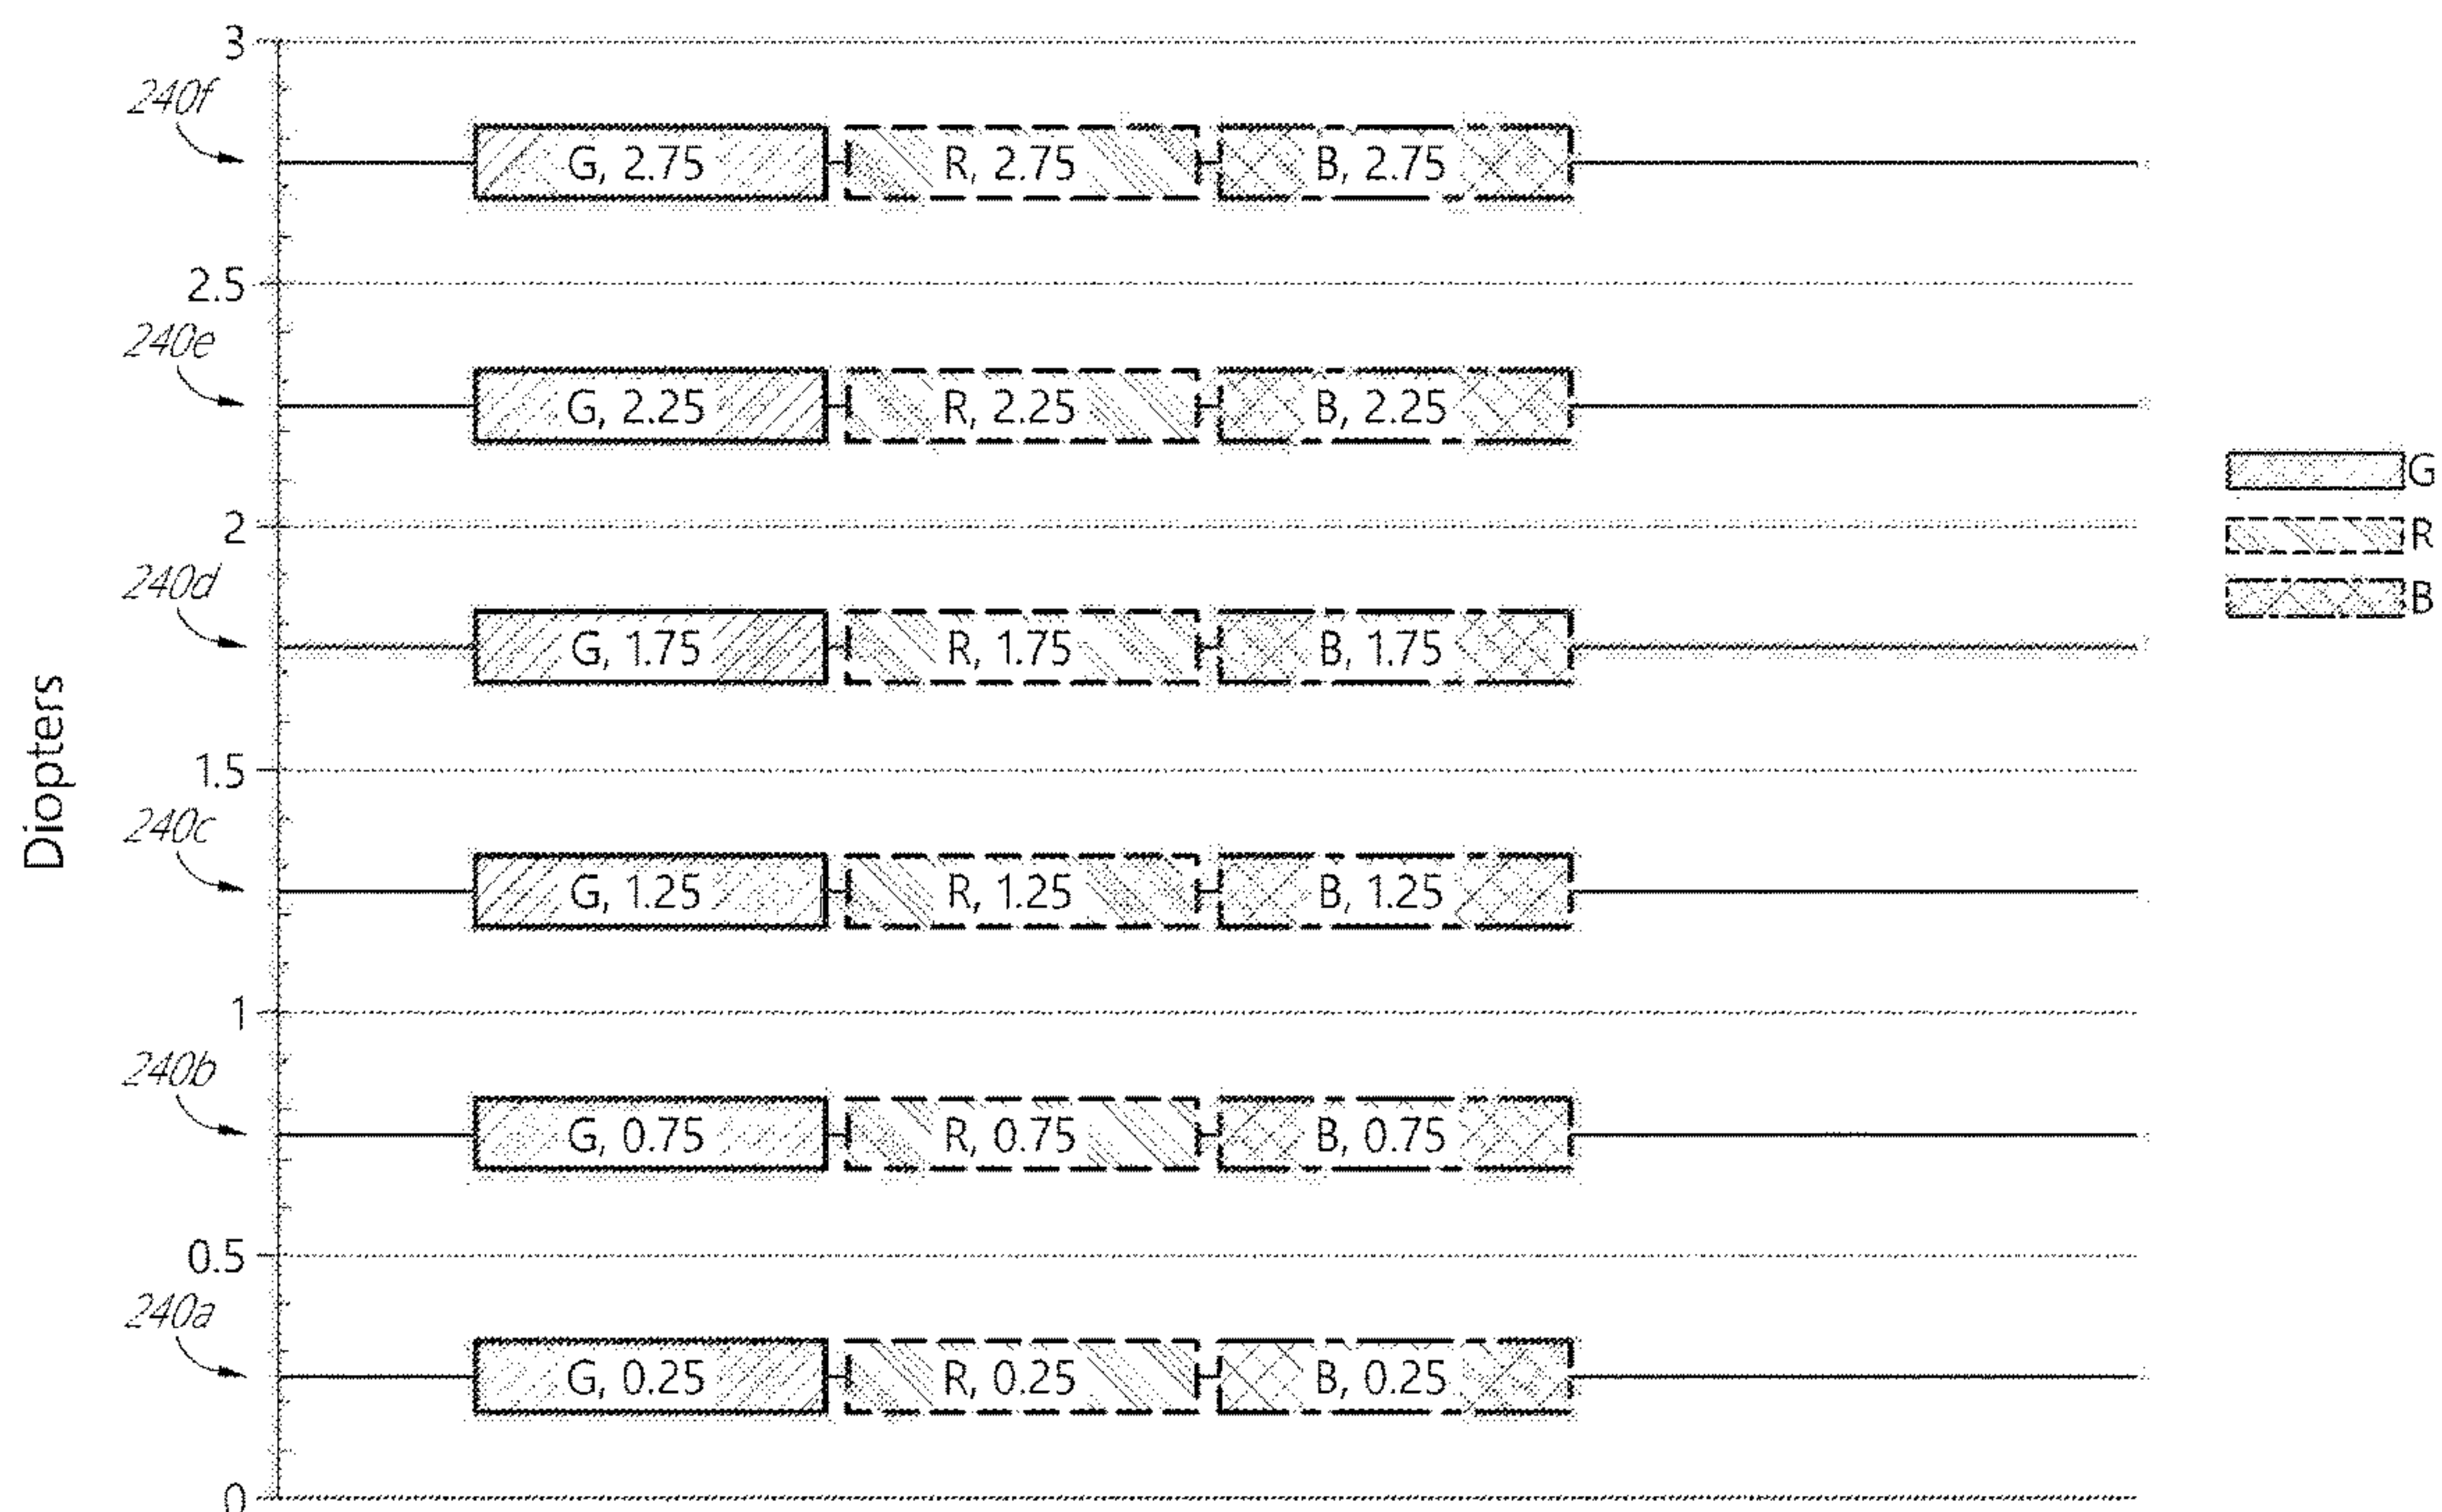 3
240f
G, 2.75 R, 2.75 B, 2.75
2.5
240e
G, 2.25 R, 2.25 B, 2.25
G
2
R
240d
B
G, 1.75 R, 1.75 B, 1.75
Diopters
1.5
240c
G, 1.25 R, 1.25 B, 1.25
1
240b
G, 0.75 R, 0.75 B, 0.75
0.5
240a
G, 0.25 R, 0.25 B, 0.25
0